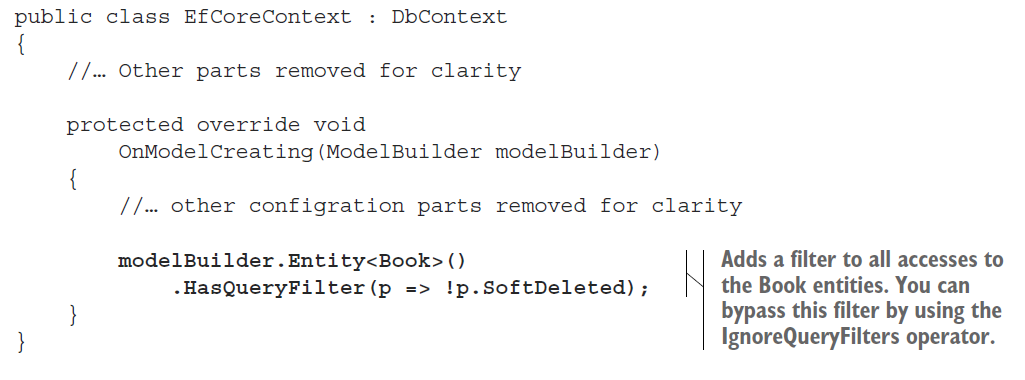 public class EfCoreContext : DbContext
{
//… Other parts removed for clarity
protected override void
OnModelCreating(ModelBuilder modelBuilder)
{
//… other configration parts removed for clarity
modelBuilder.Entity<Book>()
.HasQueryFilter(p => !p.SoftDeleted);
}
}
Adds a filter to all accesses to
the Book entities. You can
bypass this filter by using the
IgnoreQueryFilters operator.